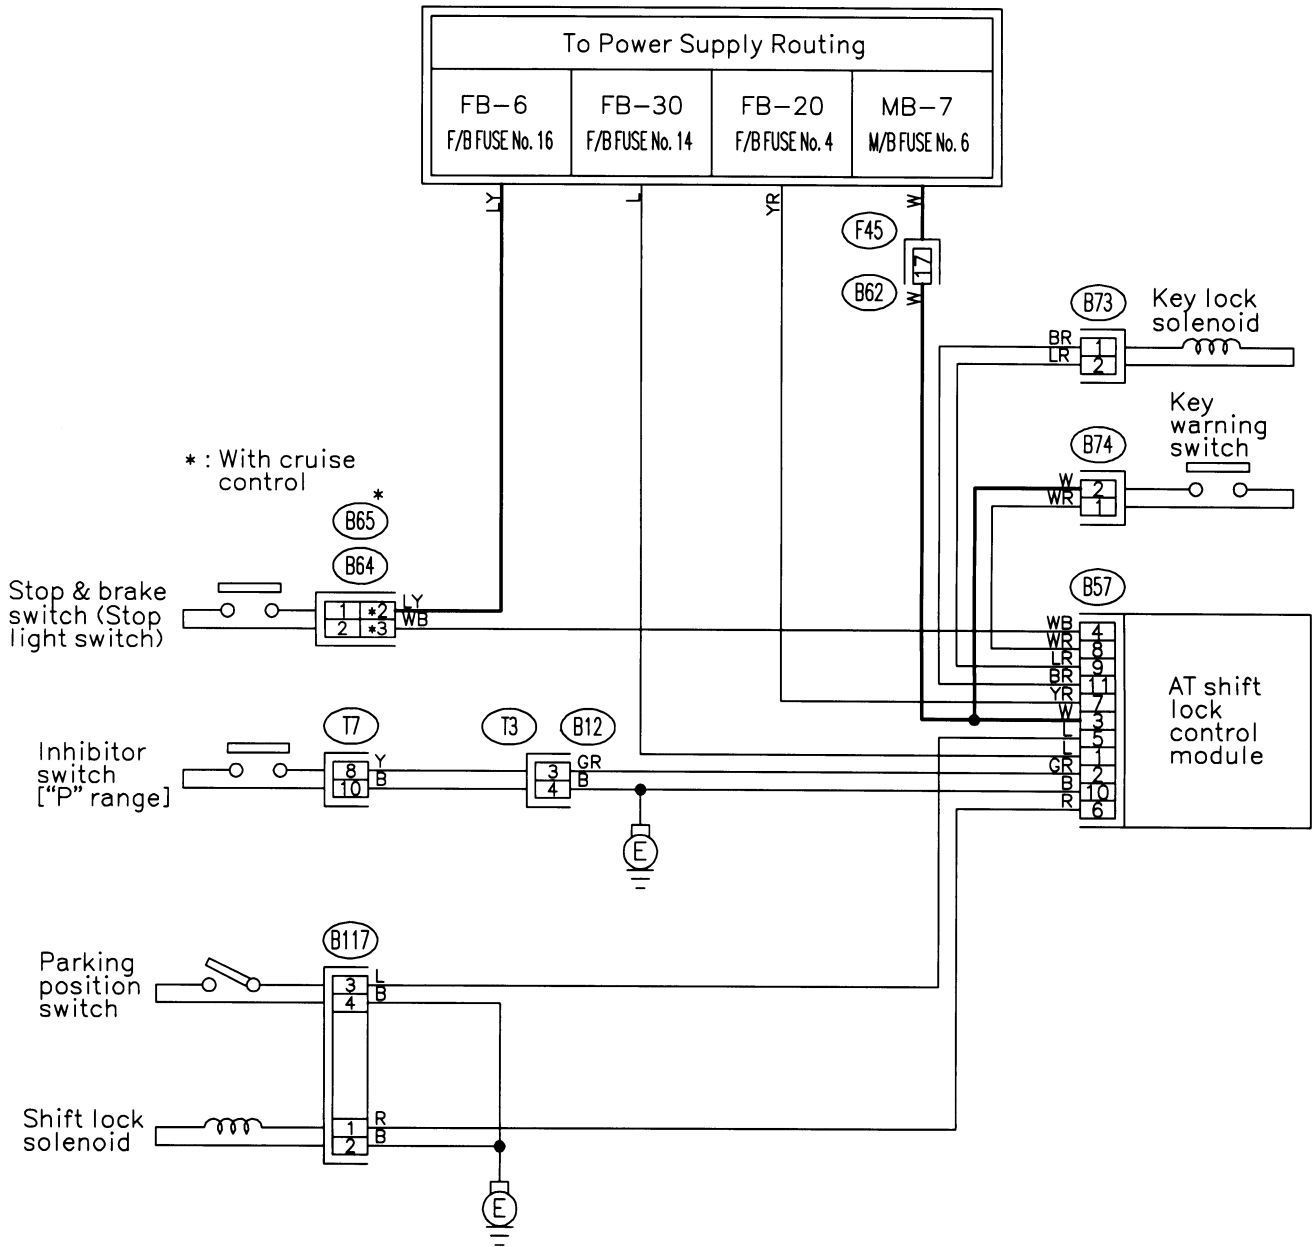 To Power Supply Routing
FB-6
F/B FUSE No. 16
FB-30
F/B FUSE No. 14
FB-20
F/B FUSE No. 4
MB-7
M/B FUSE No. 6
LY
L
YR
W
F45
17
B62
W
B73
Key lock
solenoid
BR
1
LR
2
Key
warning
switch
B74
W
2
WR
1
* : With cruise
control
*
B65
B64
Stop & brake
switch (Stop
light switch)
1
*2
LY
2
*3
WB
B57
WB
4
WR
8
LR
9
BR
11
YR
7
W
3
L
5
L
1
GR
2
B
10
R
6
AT shift
lock
control
module
Inhibitor
switch
["P" range]
T7
8
Y
10
B
T3
B12
3
GR
4
B
E
Parking
position
switch
B117
3
L
4
B
Shift lock
solenoid
1
R
2
B
E